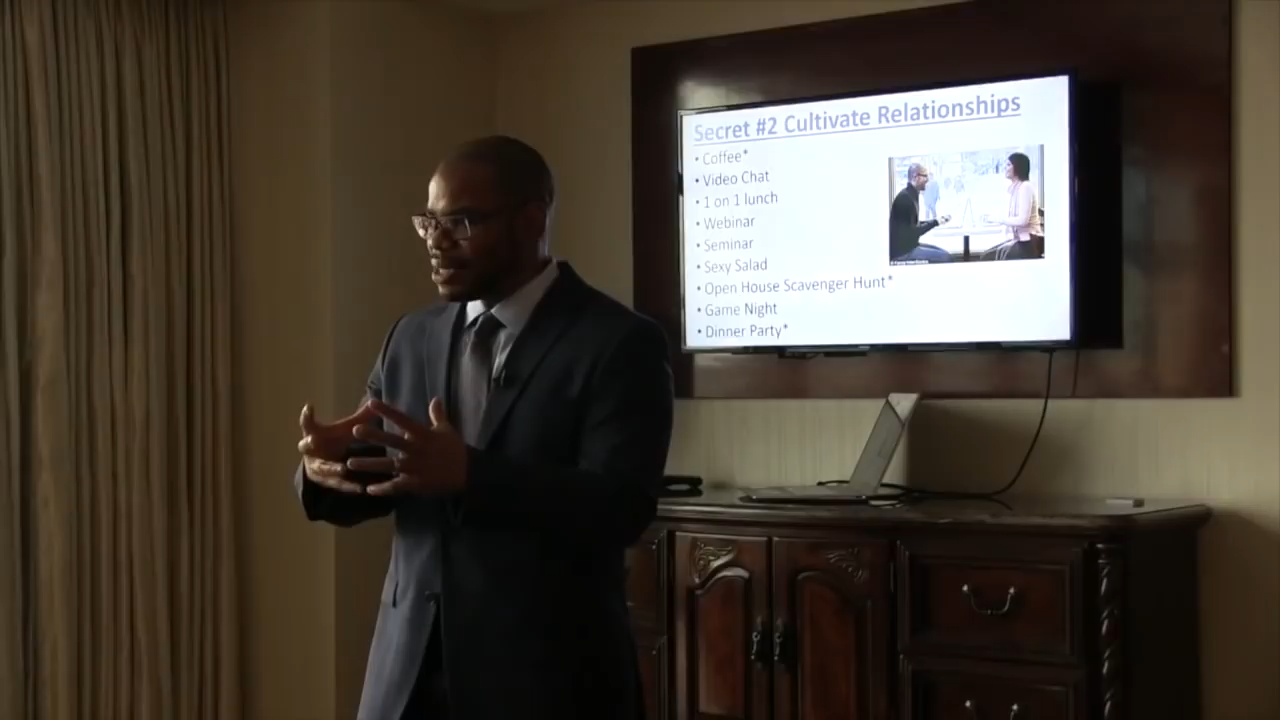 Secret #2 Cultivate Relationships
• Coffee*
• Video Chat
• 1 on 1 lunch
• Webinar
• Seminar
• Sexy Salad
• Open House Scavenger Hunt*
• Game Night
• Dinner Party*